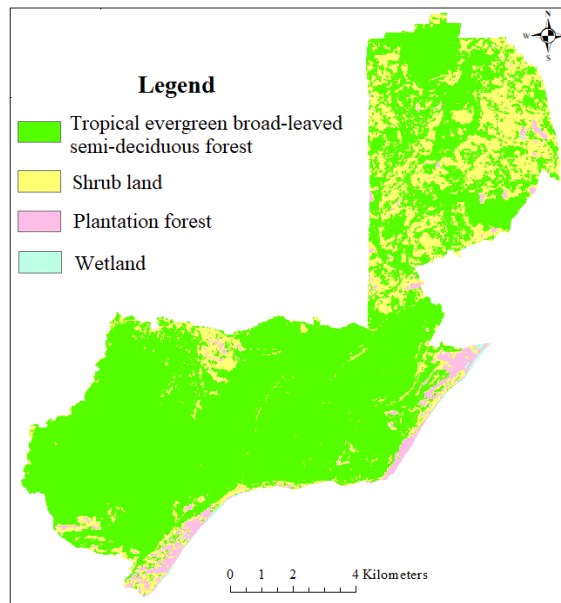 N
W
S
Legend
Tropical evergreen broad-leaved
semi-deciduous forest
Shrub land
Plantation forest
Wetland
0 1 2 4 Kilometers